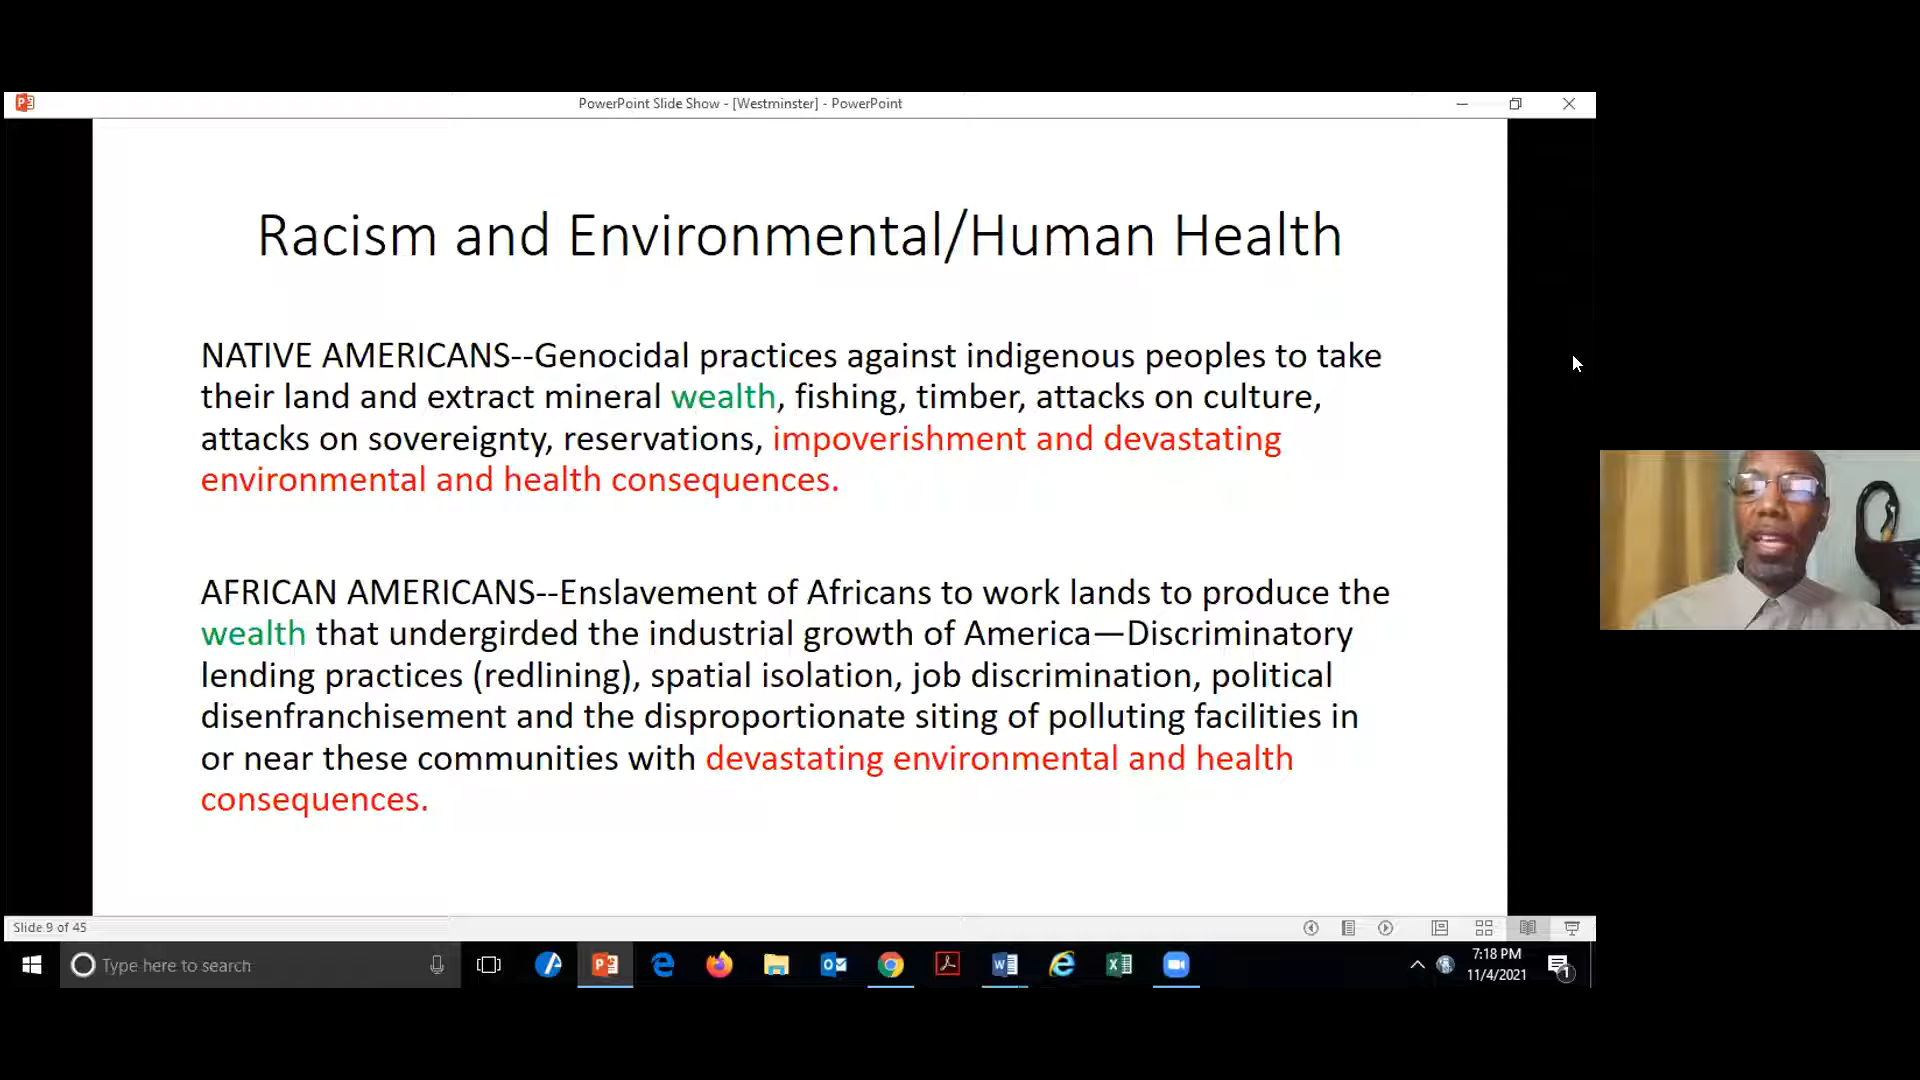 PowerPoint Slide Show - [Westminster] - PowerPoint
Racism and Environmental/Human Health
NATIVE AMERICANS--Genocidal practices against indigenous peoples to take
their land and extract mineral wealth, fishing, timber, attacks on culture,
attacks on sovereignty, reservations, impoverishment and devastating
environmental and health consequences.
AFRICAN AMERICANS--Enslavement of Africans to work lands to produce the
wealth that undergirded the industrial growth of America—Discriminatory
lending practices (redlining), spatial isolation, job discrimination, political
disenfranchisement and the disproportionate siting of polluting facilities in
or near these communities with devastating environmental and health
consequences.
Slide 9 of 45
Type here to search
7:18 PM
11/4/2021
1